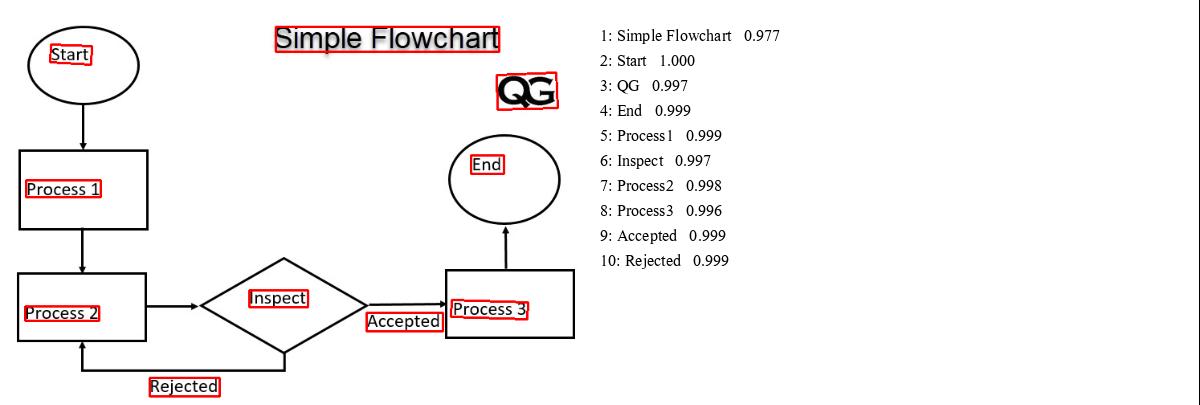 Simple Flowchart
Start
QG
End
Process 1
Inspect
Process 2
Process 3
Accepted
Rejected
1: Simple Flowchart 0.977
2: Start 1.000
3: QG 0.997
4: End 0.999
5: Process1 0.999
6: Inspect 0.997
7: Process2 0.998
8: Process3 0.996
9: Accepted 0.999
10: Rejected 0.999